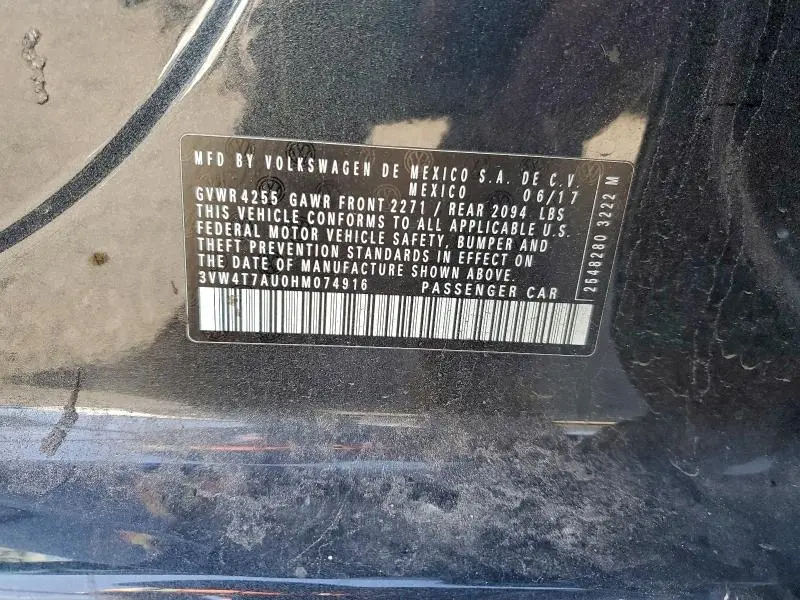 MFD BY VOLKSWAGEN DE MEXICO S.A. DE C.V.
MEXICO 06/17
GVWR 4255 GAWR FRONT 2271 / REAR 2094 LBS
THIS VEHICLE CONFORMS TO ALL APPLICABLE U.S.
FEDERAL MOTOR VEHICLE SAFETY, BUMPER AND
THEFT PREVENTION STANDARDS IN EFFECT ON
THE DATE OF MANUFACTURE SHOWN ABOVE.
3VW4T7AU0HM074916 PASSENGER CAR
2648280 3222 M